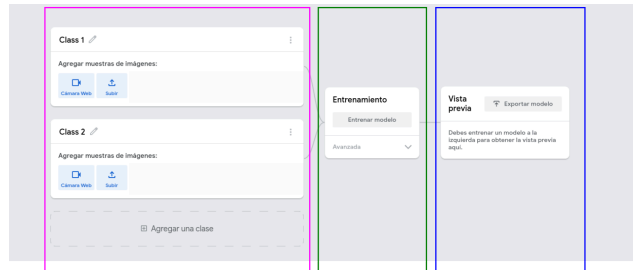 Class 1
Agregar muestras de imágenes:
Cámara Web
Subir
Class 2
Agregar muestras de imágenes:
Cámara Web
Subir
Agregar una clase
Entrenamiento
Entrenar modelo
Avanzada
Vista previa
Exportar modelo
Debes entrenar un modelo a la
izquierda para obtener la vista previa
aquí.